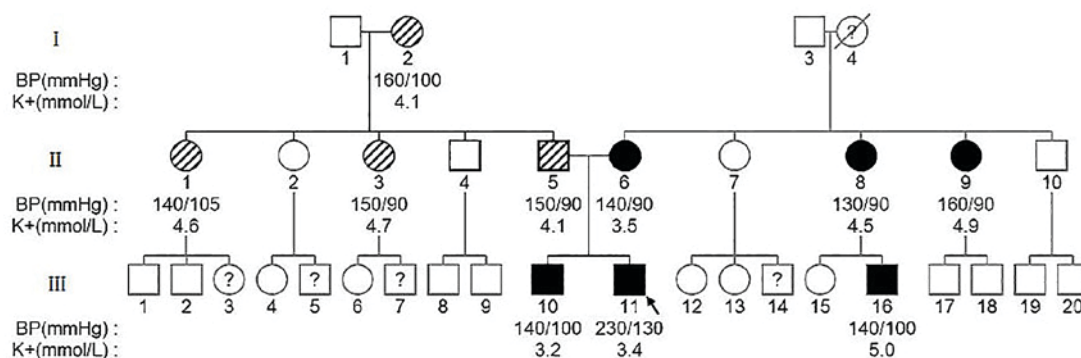 I
? 
1 2 3 4
BP(mmHg) : 160/100
K+(mmol/L) : 4.1
II
1 2 3 4 5 6 7 8 9 10
BP(mmHg) : 140/105 150/90 150/90 140/90 130/90 160/90
K+(mmol/L) : 4.6 4.7 4.1 3.5 4.5 4.9
? ? ? ?
III
1 2 3 4 5 6 7 8 9 10 11 12 13 14 15 16 17 18 19 20
BP(mmHg) : 140/100 230/130 140/100
K+(mmol/L) : 3.2 3.4 5.0